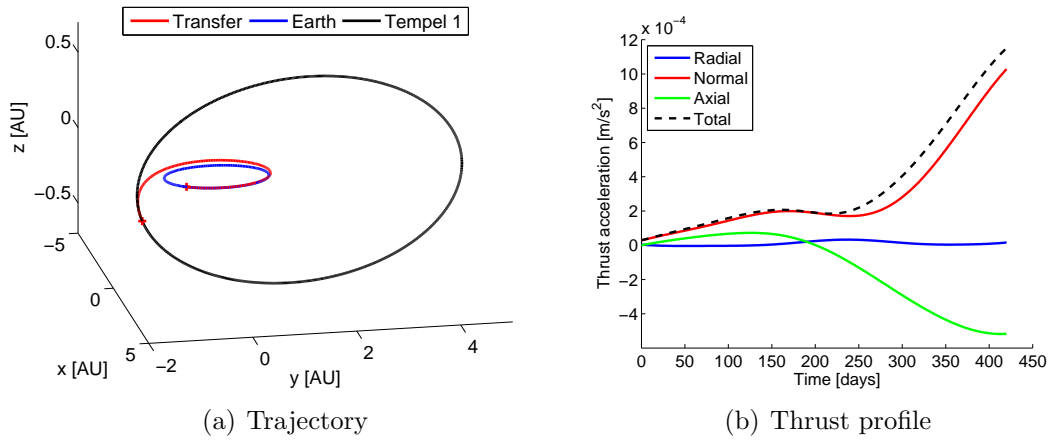 Transfer Earth Tempel 1
0.5
0
−0.5
z [AU]
−5
0
5
x [AU]
−2
0
2
4
y [AU]
(a) Trajectory
x 10⁻⁴
12
10
8
6
4
2
0
−2
−4
Thrust acceleration [m/s²]
Radial
Normal
Axial
Total
0 50 100 150 200 250 300 350 400 450
Time [days]
(b) Thrust profile